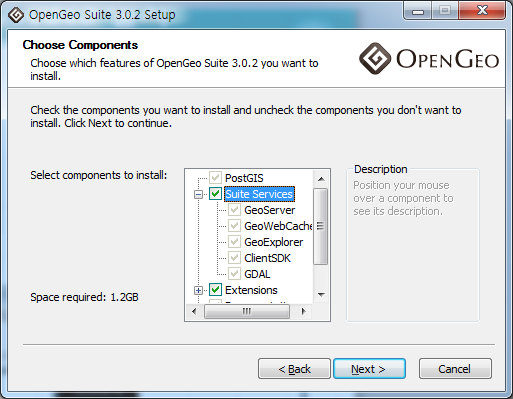 OpenGeo Suite 3.0.2 Setup
Choose Components
Choose which features of OpenGeo Suite 3.0.2 you want to
install.
OPENGEO
Check the components you want to install and uncheck the components you don't want to
install. Click Next to continue.
Select components to install:
PostGIS
Suite Services
GeoServer
GeoWebCache
GeoExplorer
ClientSDK
GDAL
Extensions
Description
Position your mouse
over a component to
see its description.
Space required: 1.2GB
< Back
Next >
Cancel